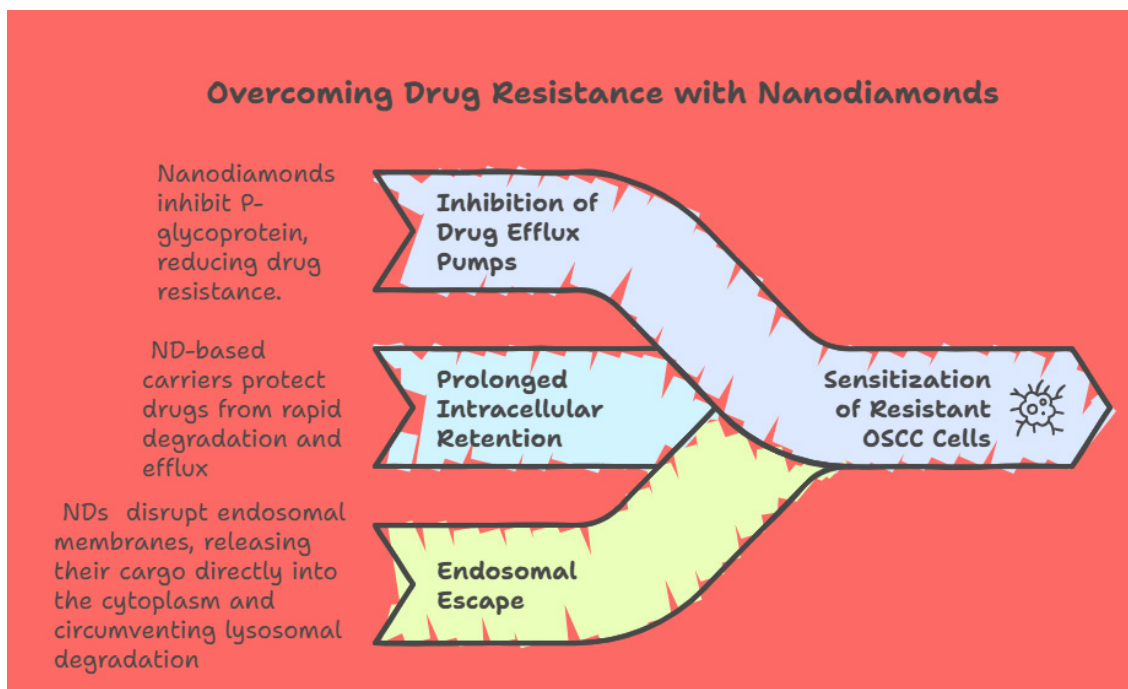 Overcoming Drug Resistance with Nanodiamonds
Nanodiamonds
inhibit P-
glycoprotein,
reducing drug
resistance.
Inhibition of
Drug Efflux
Pumps
ND-based
carriers protect
drugs from rapid
degradation and
efflux
Prolonged
Intracellular
Retention
NDs disrupt endosomal
membranes, releasing
their cargo directly into
the cytoplasm and
circumventing lysosomal
degradation
Endosomal
Escape
Sensitization
of Resistant
OSCC Cells